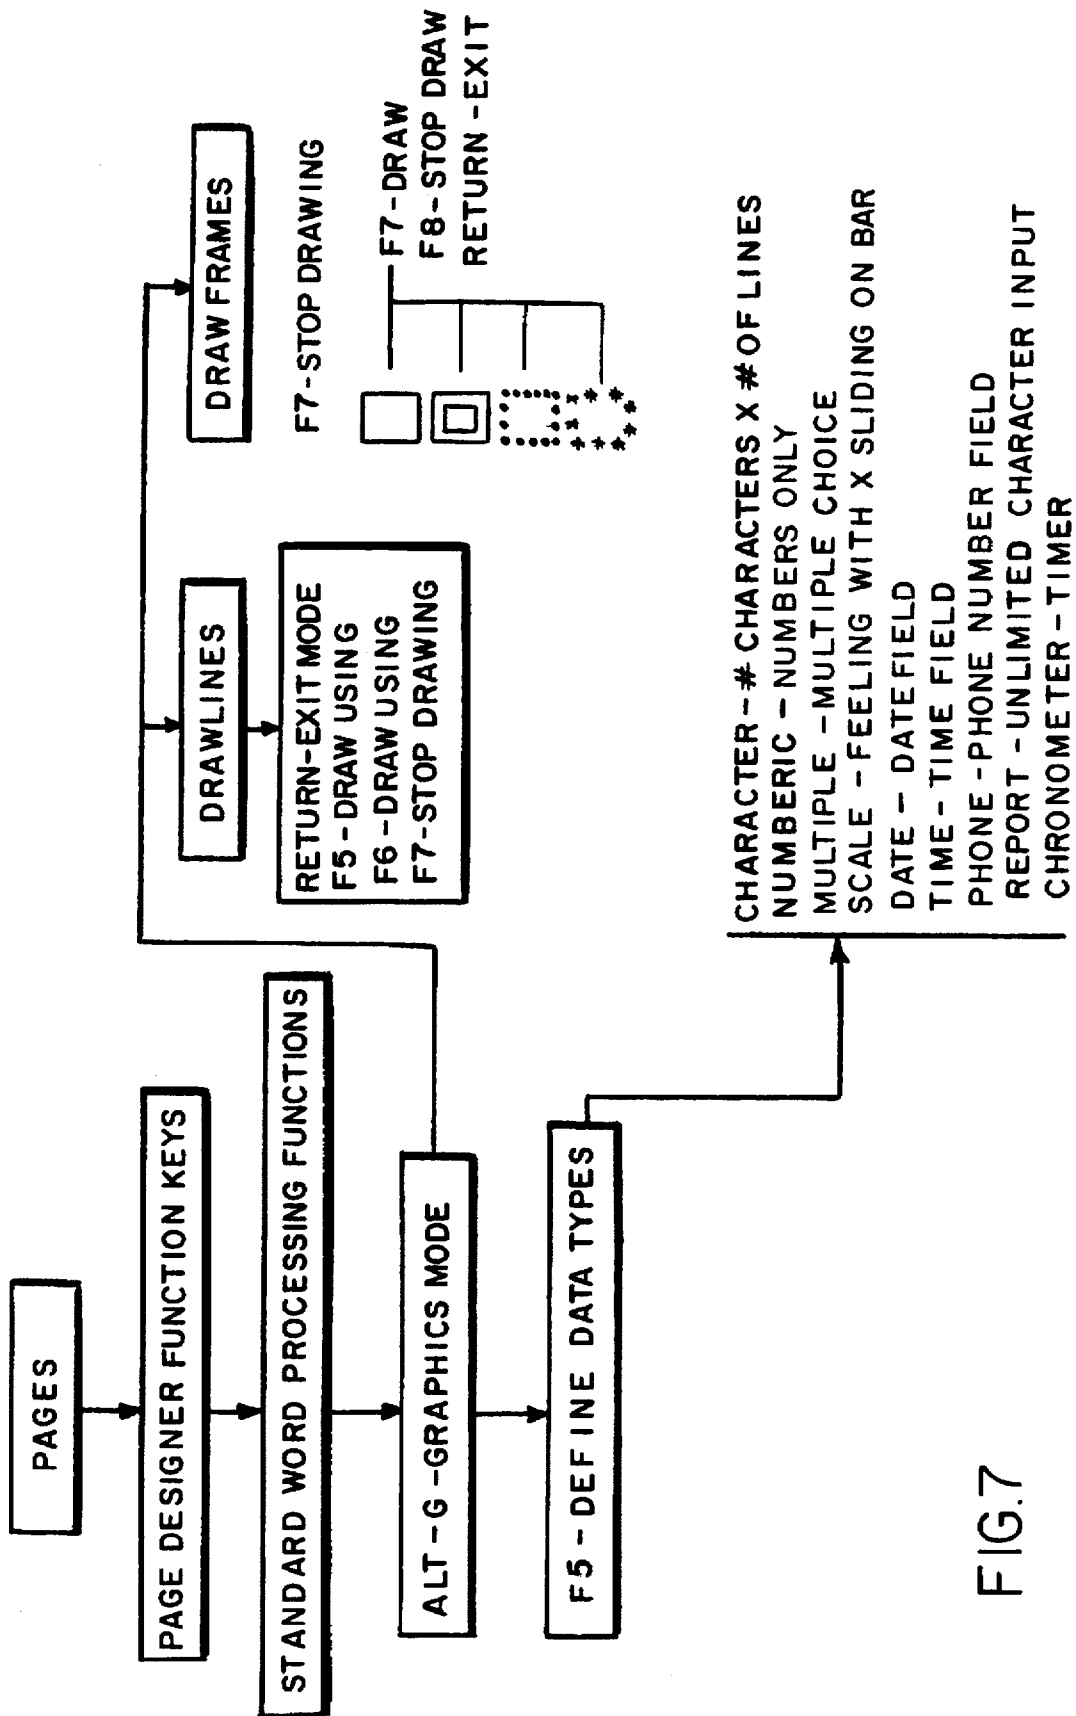 PAGES
PAGE DESIGNER FUNCTION KEYS
STANDARD WORD PROCESSING FUNCTIONS
ALT-G-GRAPHICS MODE
F5-DEFINE DATA TYPES
DRAWLINES
RETURN-EXIT MODE
F5-DRAW USING
F6-DRAW USING
F7-STOP DRAWING
DRAW FRAMES
F7-STOP DRAWING
F7-DRAW
F8-STOP DRAW
RETURN-EXIT
CHARACTER-# CHARACTERS X # OF LINES
NUMBERIC-NUMBERS ONLY
MULTIPLE-MULTIPLE CHOICE
SCALE-FEELING WITH X SLIDING ON BAR
DATE-DATEFIELD
TIME-TIME FIELD
PHONE-PHONE NUMBER FIELD
REPORT-UNLIMITED CHARACTER INPUT
CHRONOMETER-TIMER
FIG.7